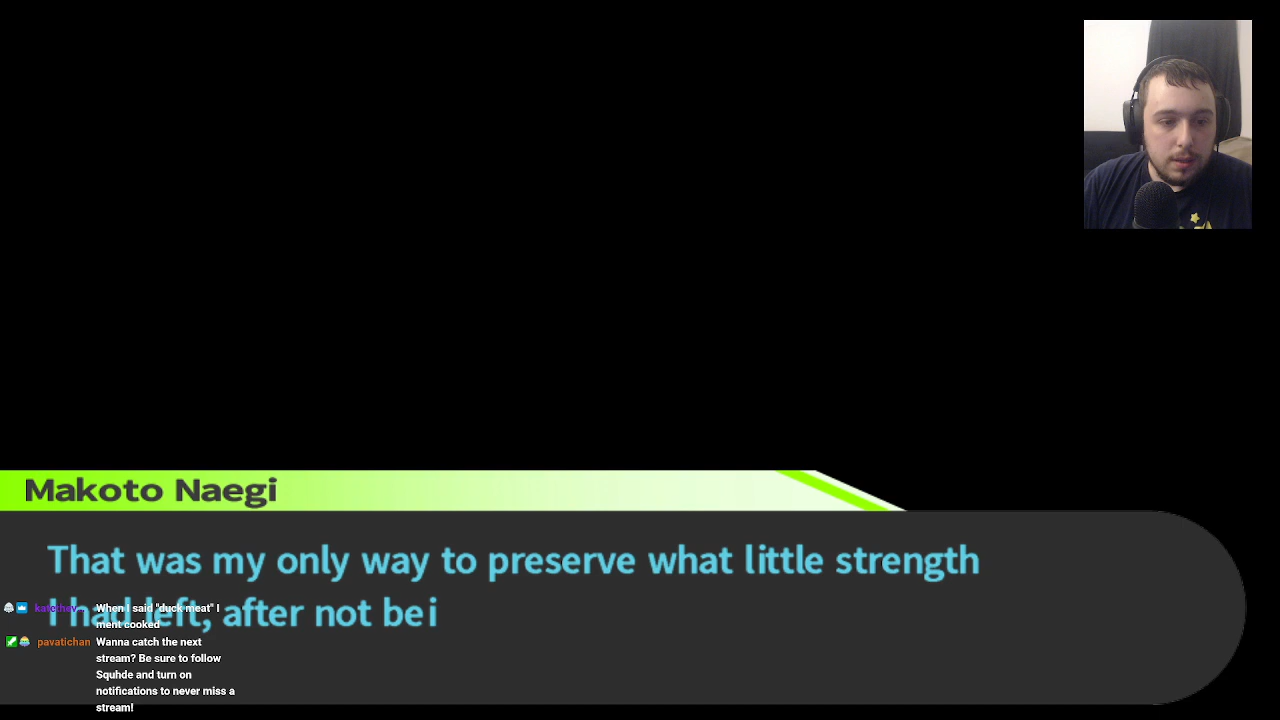 Makoto Naegi
That was my only way to preserve what little strength
I had left, after not bei
When I said "duck meat" I
ment cooked
pavatichan Wanna catch the next
stream? Be sure to follow
Squhde and turn on
notifications to never miss a
stream!